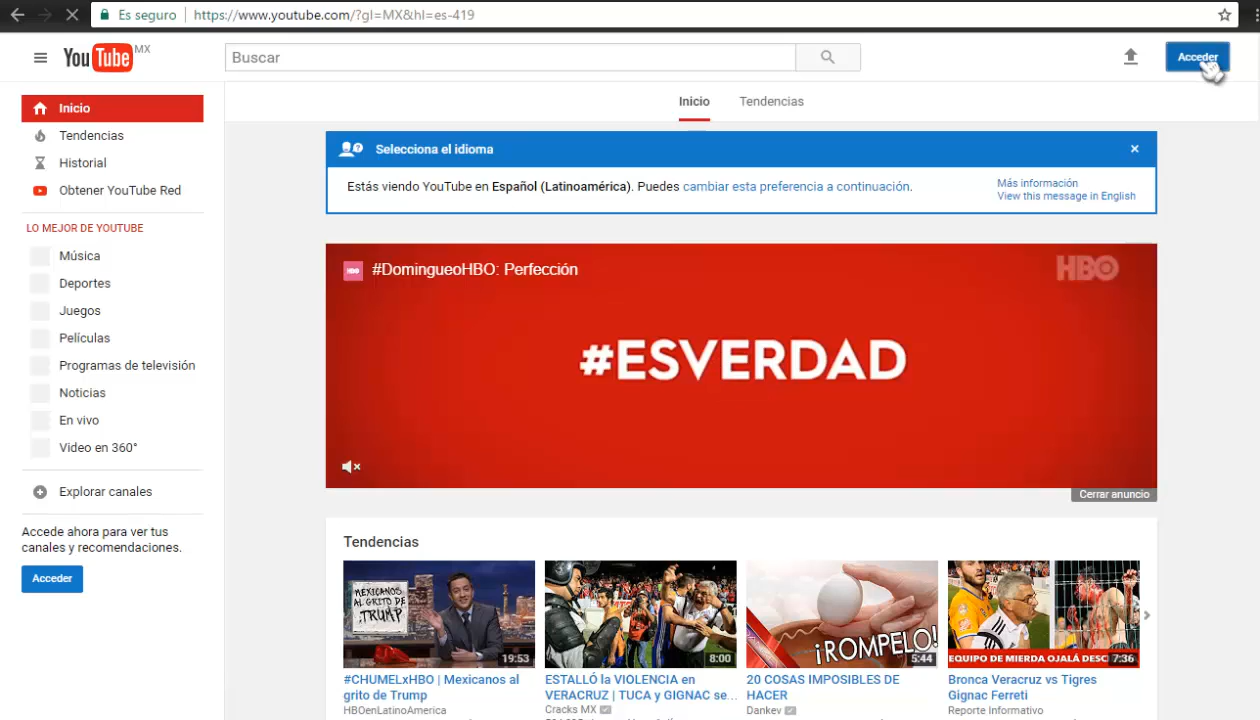 Es seguro https://www.youtube.com/?gl=MX&hl=es-419
YouTube MX
Buscar
Acceder
Inicio
Tendencias
Historial
Obtener YouTube Red
LO MEJOR DE YOUTUBE
Música
Deportes
Juegos
Películas
Programas de televisión
Noticias
En vivo
Video en 360°
Explorar canales
Accede ahora para ver tus
canales y recomendaciones.
Acceder
Inicio Tendencias
Selecciona el idioma
Estás viendo YouTube en Español (Latinoamérica). Puedes cambiar esta preferencia a continuación.
Más información
View this message in English
HBO #DomingueoHBO: Perfección
HBO
#ESVERDAD
Cerrar anuncio
Tendencias
MEXICANOS
AL GRITO DE
TRUMP
19:53
#CHUMELxHBO | Mexicanos al
grito de Trump
HBOenLatinoAmerica
8:00
ESTALLÓ la VIOLENCIA en
VERACRUZ | TUCA y GIGNAC se...
Cracks MX
¡ROMPELO!
5:44
20 COSAS IMPOSIBLES DE
HACER
Dankev
EQUIPO DE MIERDA OJALÁ DESC
7:36
Bronca Veracruz vs Tigres
Gignac Ferreti
Reporte Informativo